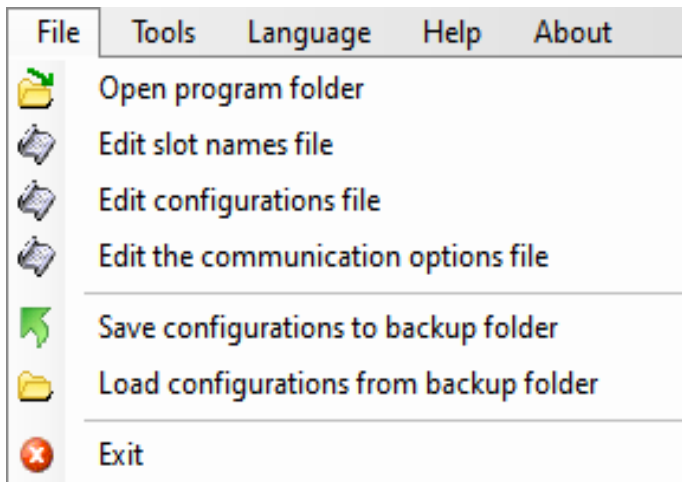 File Tools Language Help About
Open program folder
Edit slot names file
Edit configurations file
Edit the communication options file
Save configurations to backup folder
Load configurations from backup folder
Exit